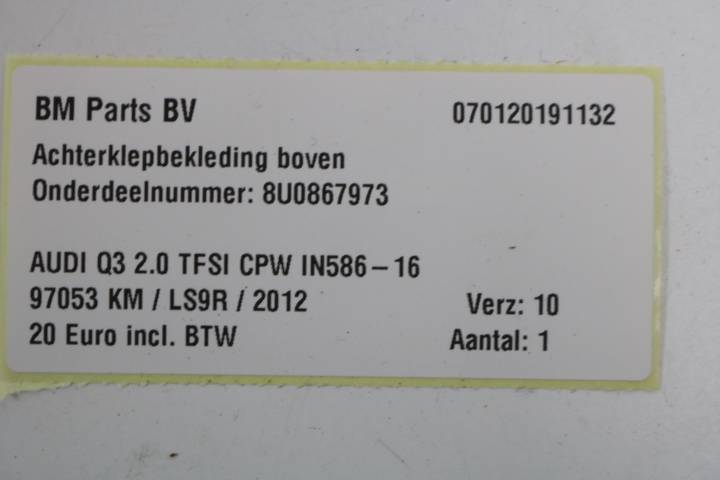 BM Parts BV 070120191132
Achterklepbekleding boven
Onderdeelnummer: 8U0867973
AUDI Q3 2.0 TFSI CPW IN586-16
97053 KM / LS9R / 2012 Verz: 10
20 Euro incl. BTW Aantal: 1